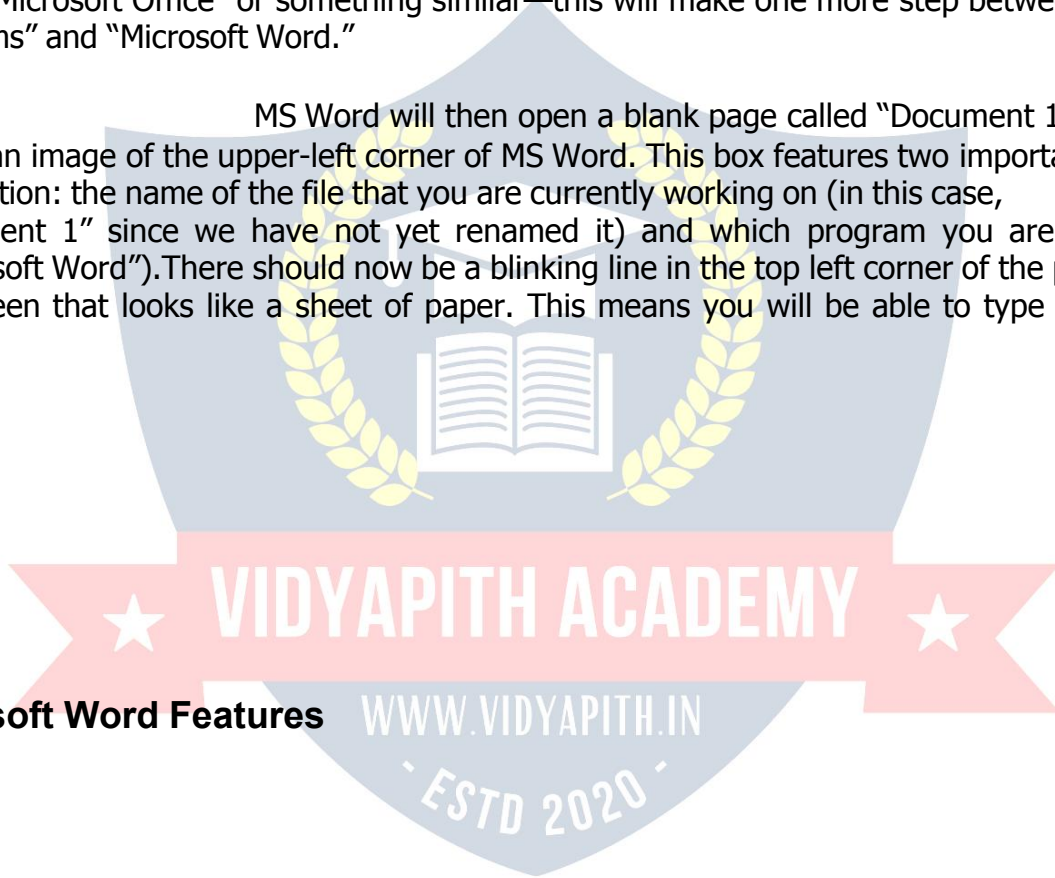 Microsoft Office" or something similar—this will make one more step betwe
ns" and "Microsoft Word."
MS Word will then open a blank page called "Document 1
n image of the upper-left corner of MS Word. This box features two importa
tion: the name of the file that you are currently working on (in this case,
ent 1" since we have not yet renamed it) and which program you are
soft Word").There should now be a blinking line in the top left corner of the p
een that looks like a sheet of paper. This means you will be able to type
VIDYAPITH ACADEMY
soft Word Features
WWW.VIDYAPITH.IN
· ESTD 2020 ·